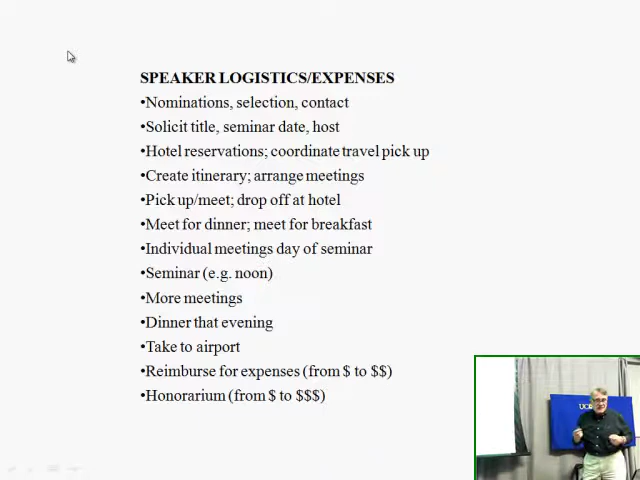 SPEAKER LOGISTICS/EXPENSES
•Nominations, selection, contact
•Solicit title, seminar date, host
•Hotel reservations; coordinate travel pick up
•Create itinerary; arrange meetings
•Pick up/meet; drop off at hotel
•Meet for dinner; meet for breakfast
•Individual meetings day of seminar
•Seminar (e.g. noon)
•More meetings
•Dinner that evening
•Take to airport
•Reimburse for expenses (from $ to $$)
•Honorarium (from $ to $$$)